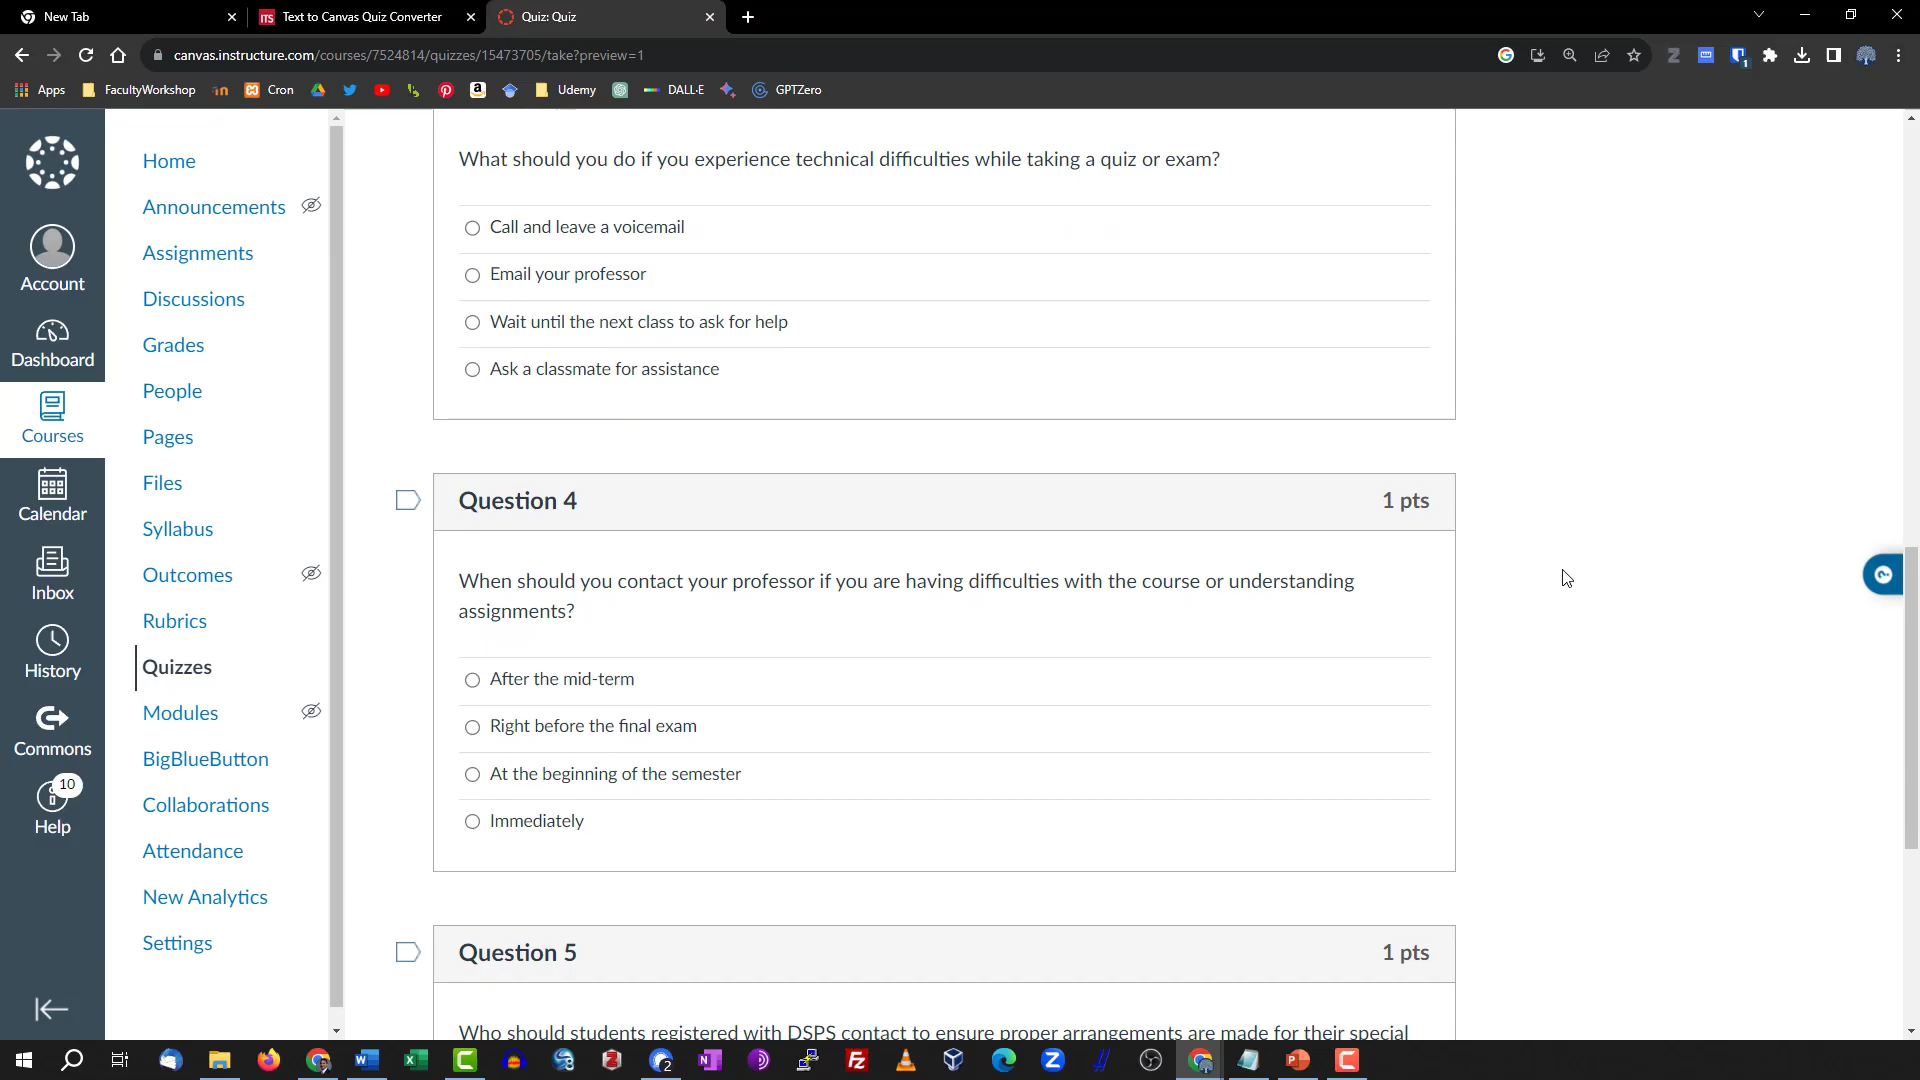 New Tab
ITS Text to Canvas Quiz Converter
Quiz: Quiz
canvas.instructure.com/courses/7524814/quizzes/15473705/take?preview=1
Apps
FacultyWorkshop
Cron
Udemy
DALL·E
GPTZero
Account
Dashboard
Courses
Calendar
Inbox
History
Commons
10
Help
Home
Announcements
Assignments
Discussions
Grades
People
Pages
Files
Syllabus
Outcomes
Rubrics
Quizzes
Modules
BigBlueButton
Collaborations
Attendance
New Analytics
Settings
What should you do if you experience technical difficulties while taking a quiz or exam?
Call and leave a voicemail
Email your professor
Wait until the next class to ask for help
Ask a classmate for assistance
Question 4 1 pts
When should you contact your professor if you are having difficulties with the course or understanding
assignments?
After the mid-term
Right before the final exam
At the beginning of the semester
Immediately
Question 5 1 pts
Who should students registered with DSPS contact to ensure proper arrangements are made for their special